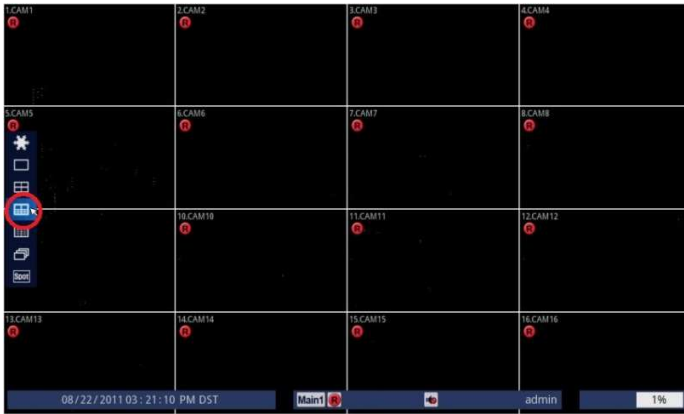 1.CAM1 2.CAM2 3.CAM3 4.CAM4
R R R R
5.CAM5 6.CAM6 7.CAM7 8.CAM8
R R R R
10.CAM10 11.CAM11 12.CAM12
R R R
Spot
13.CAM13 14.CAM14 15.CAM15 16.CAM16
R R R R
08/22/2011 03:21:10 PM DST Main1 R admin 1%